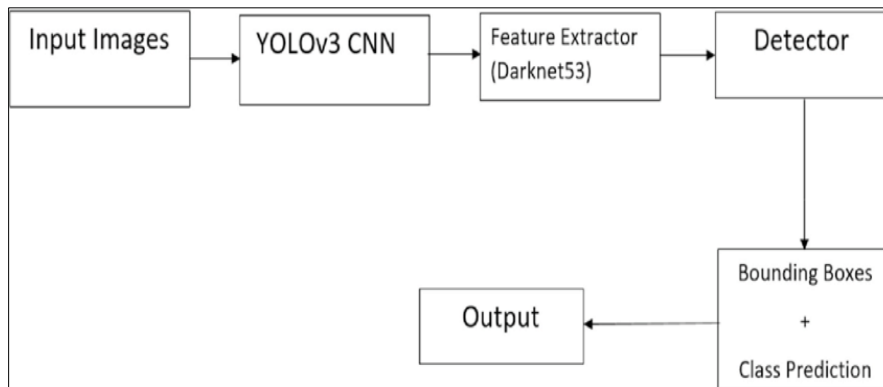 Input Images
YOLOv3 CNN
Feature Extractor
(Darknet53)
Detector
Bounding Boxes
+
Class Prediction
Output